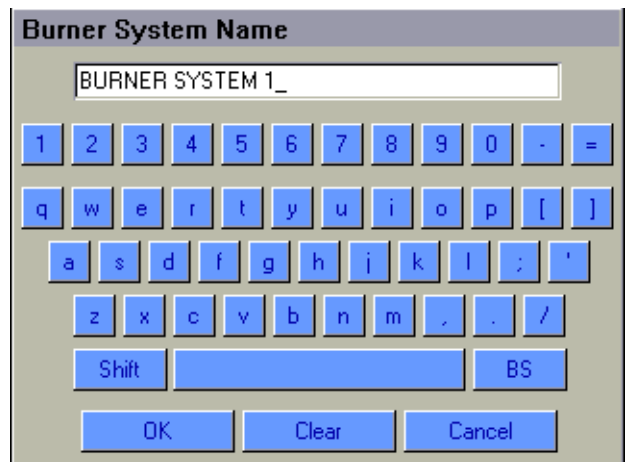 Burner System Name
BURNER SYSTEM 1_
1 2 3 4 5 6 7 8 9 0 - =
q w e r t y u i o p [ ]
a s d f g h j k l ; '
z x c v b n m , . /
Shift BS
OK Clear Cancel